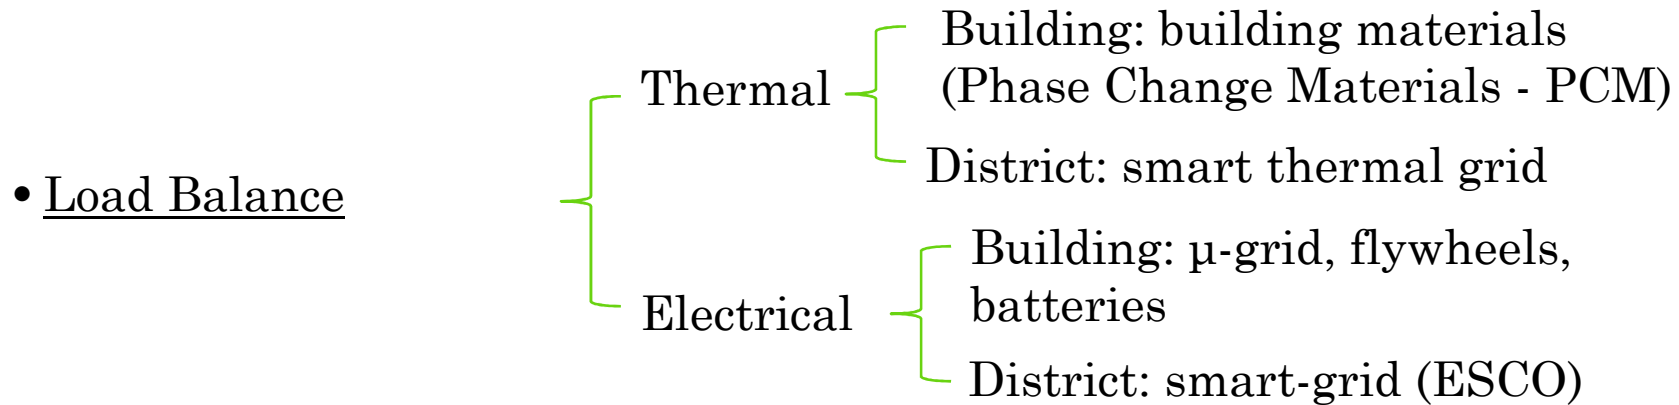 • Load Balance
Thermal
Building: building materials
(Phase Change Materials - PCM)
District: smart thermal grid
Electrical
Building: μ-grid, flywheels,
batteries
District: smart-grid (ESCO)